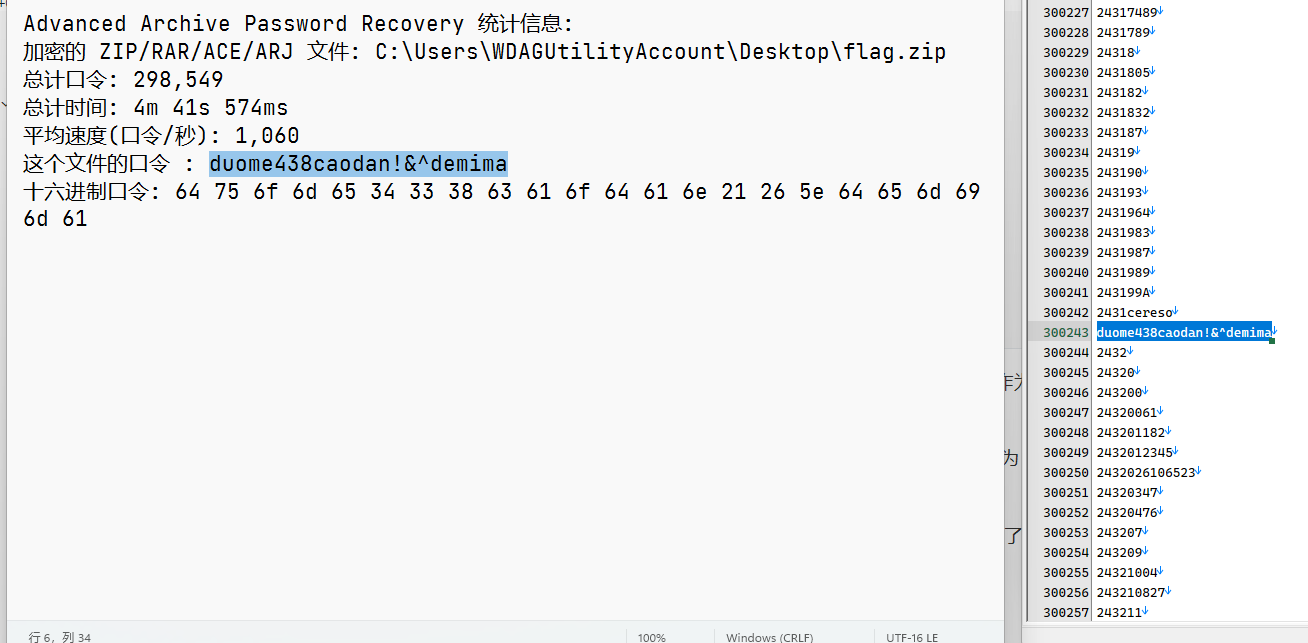 Advanced Archive Password Recovery 统计信息:
加密的 ZIP/RAR/ACE/ARJ 文件: C:\Users\WDAGUtilityAccount\Desktop\flag.zip
总计口令: 298,549
总计时间: 4m 41s 574ms
平均速度(口令/秒): 1,060
这个文件的口令 : duome438caodan!&^demima
十六进制口令: 64 75 6f 6d 65 34 33 38 63 61 6f 64 61 6e 21 26 5e 64 65 6d 69
6d 61
行 6, 列 34
100%
Windows (CRLF)
UTF-16 LE
作为
为
了
300227 24317489
300228 2431789
300229 24318
300230 2431805
300231 243182
300232 2431832
300233 243187
300234 24319
300235 243190
300236 243193
300237 2431964
300238 2431983
300239 2431987
300240 2431989
300241 243199A
300242 2431cereso
300243 duome438caodan!&^demima
300244 2432
300245 24320
300246 243200
300247 24320061
300248 243201182
300249 2432012345
300250 2432026106523
300251 24320347
300252 24320476
300253 243207
300254 243209
300255 24321004
300256 243210827
300257 243211